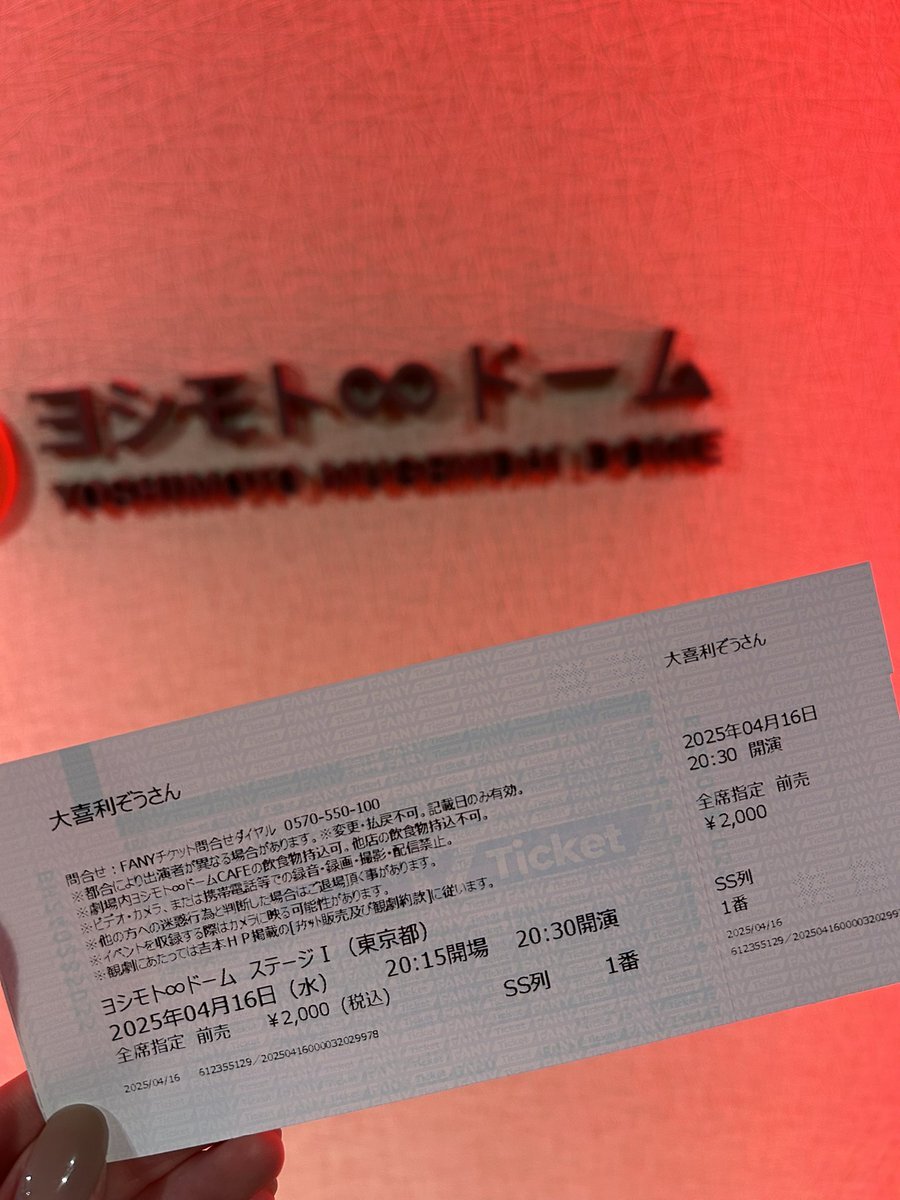 ヨシモト∞ドーム
YOSHIMOTO MUGENDAI DOME
大喜利ぞうさん
問合せ：FANYチケット問合せダイヤル 0570-550-100
※都合により出演者が異なる場合があります。※変更・払戻不可。記載日のみ有効。
※劇場内ヨシモト∞ドームCAFEの飲食物持込可。他店の飲食物持込不可。
※ビデオ・カメラ、または携帯電話等での録音・録画・撮影・配信禁止。
※他の方への迷惑行為と判断した場合はご退場頂く事があります。
※イベントを収録する際はカメラに映る可能性があります。
※観劇にあたっては吉本ＨＰ掲載の[ﾁｹｯﾄ販売及び観劇約款]に従います。
Ticket
ヨシモト∞ドーム ステージⅠ（東京都）
2025年04月16日（水） 20:15開場 20:30開演
全席指定 前売 ¥2,000（税込） SS列 1番
2025/04/16 612355129／20250416000032029978
大喜利ぞうさん
2025年04月16日
20:30 開演
全席指定 前売
¥2,000
SS列
1番
2025/04/16
612355129／2025041600003202997